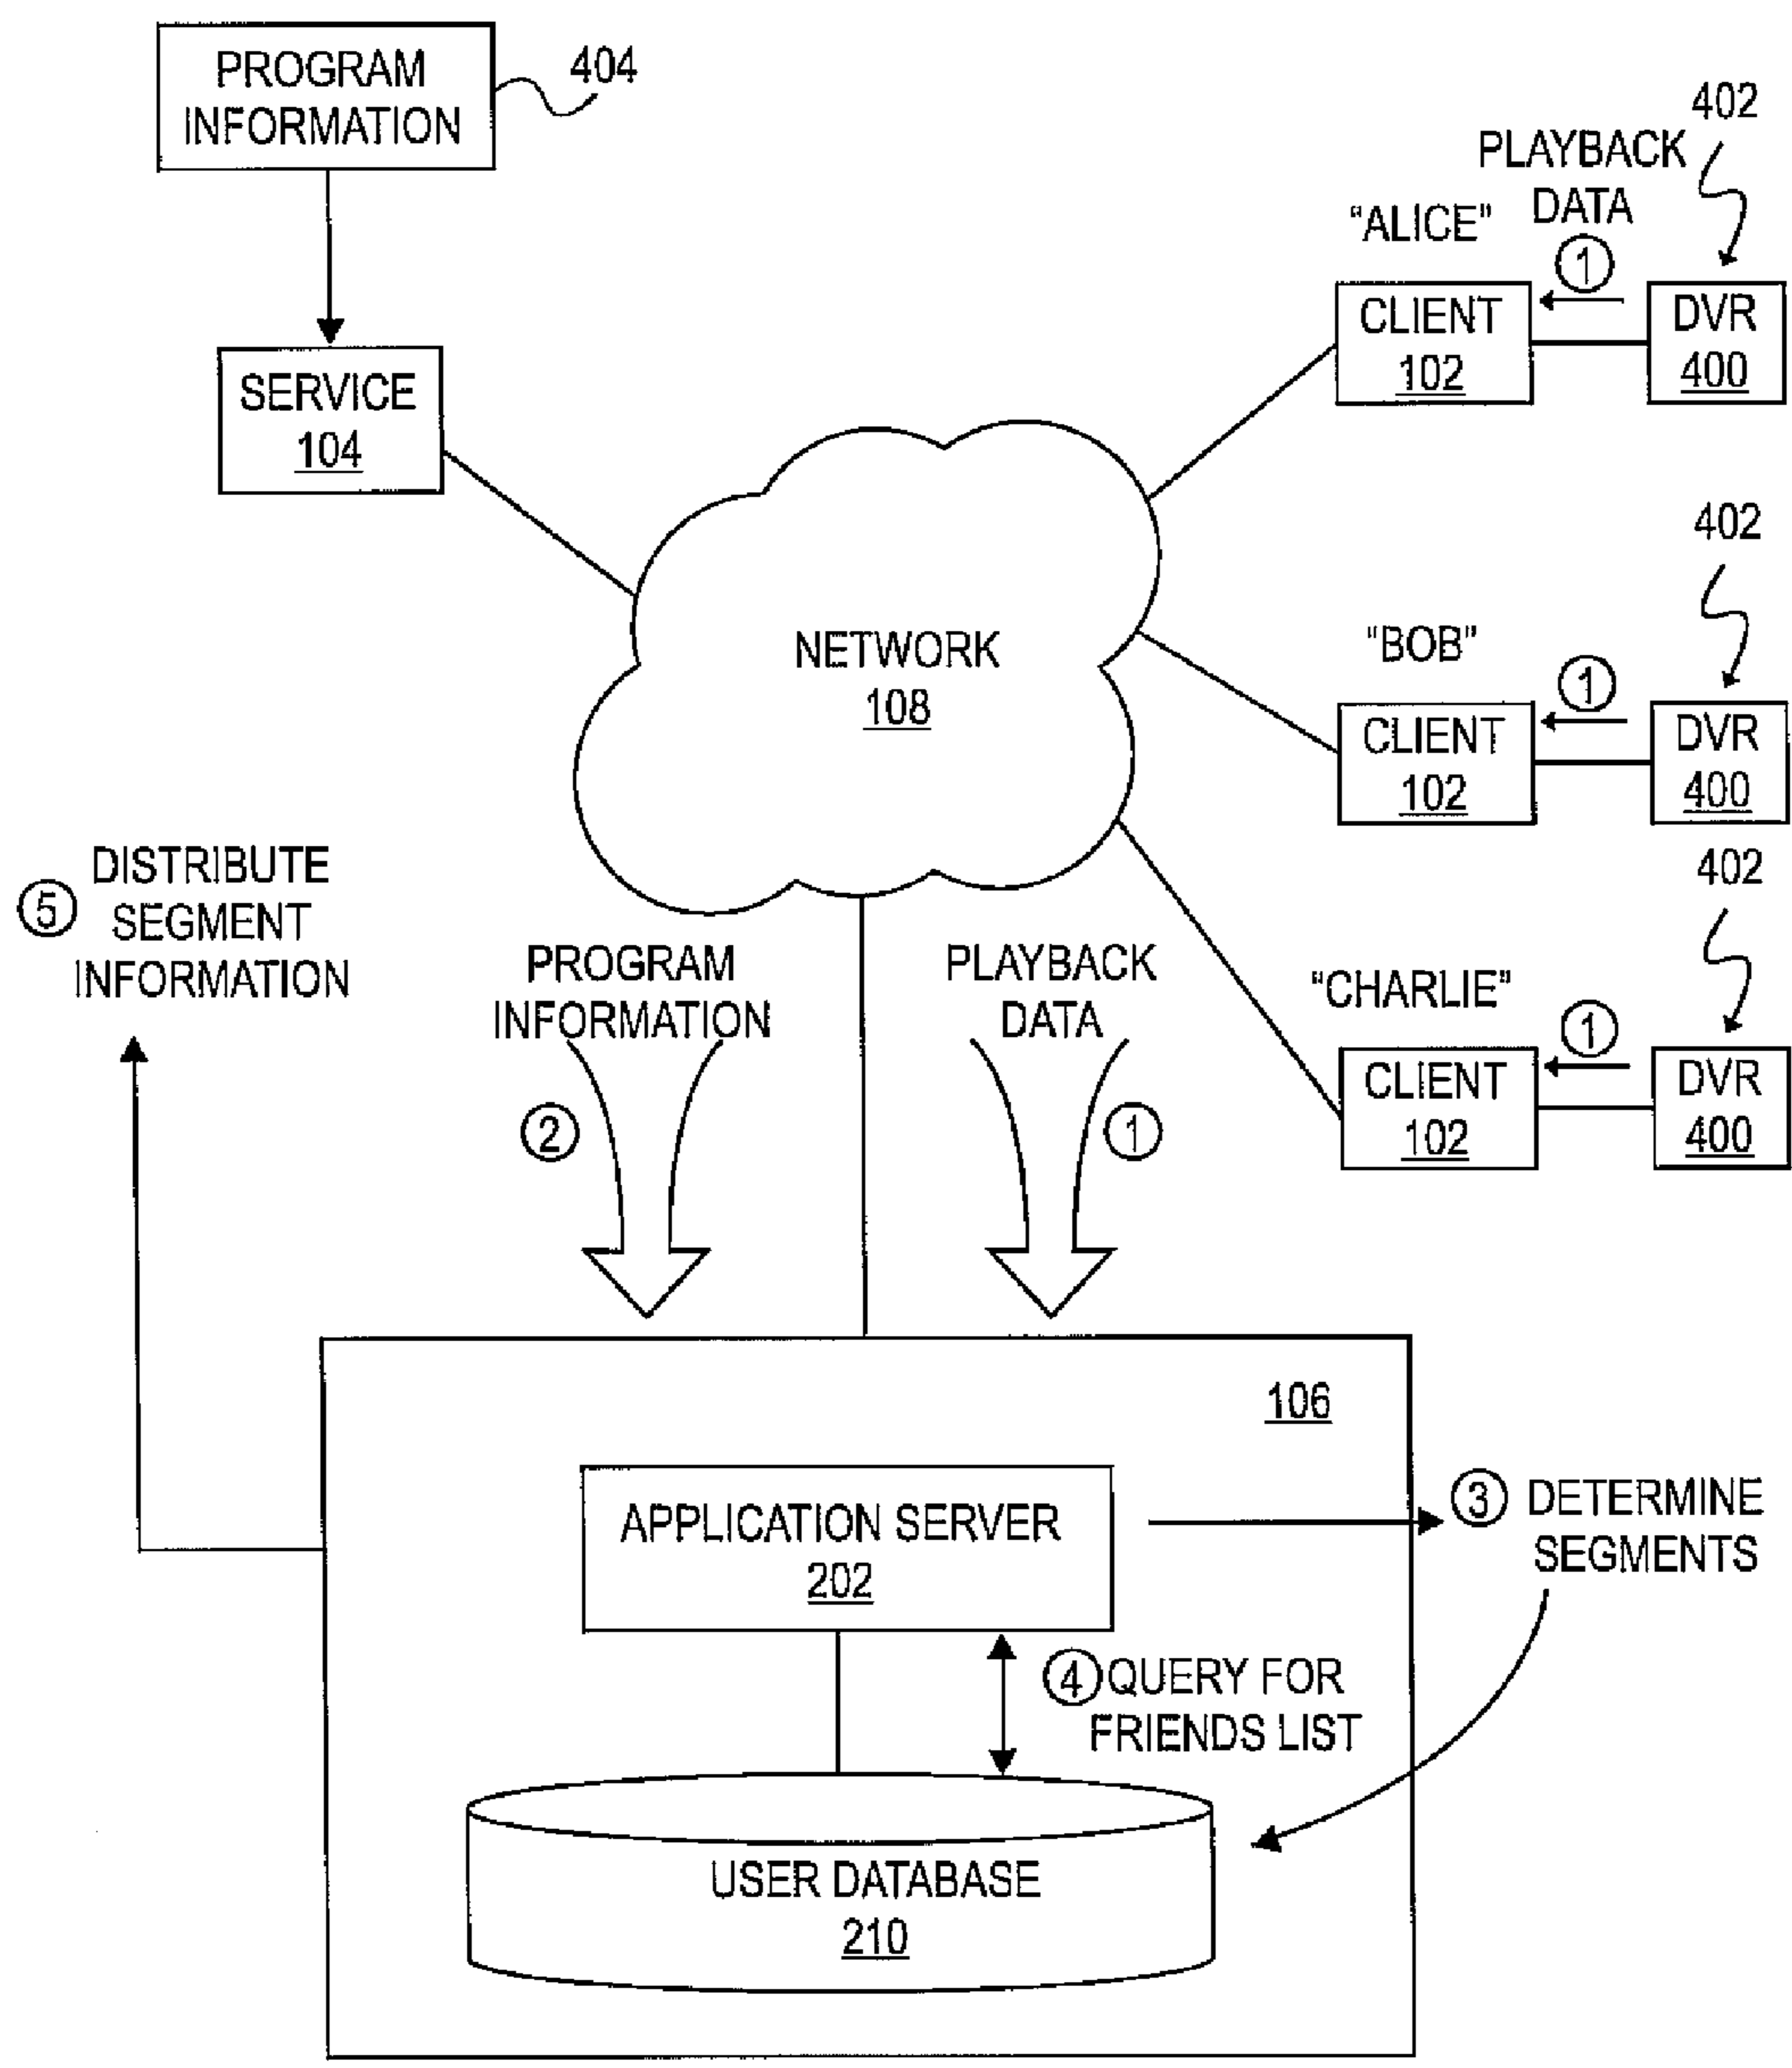 PROGRAM
INFORMATION
404
SERVICE
104
402
PLAYBACK
DATA
"ALICE"
1
CLIENT
102
DVR
400
NETWORK
108
402
"BOB"
1
CLIENT
102
DVR
400
402
"CHARLIE"
1
CLIENT
102
DVR
400
5 DISTRIBUTE
SEGMENT
INFORMATION
PROGRAM
INFORMATION
2
PLAYBACK
DATA
1
106
APPLICATION SERVER
202
3 DETERMINE
SEGMENTS
4 QUERY FOR
FRIENDS LIST
USER DATABASE
210